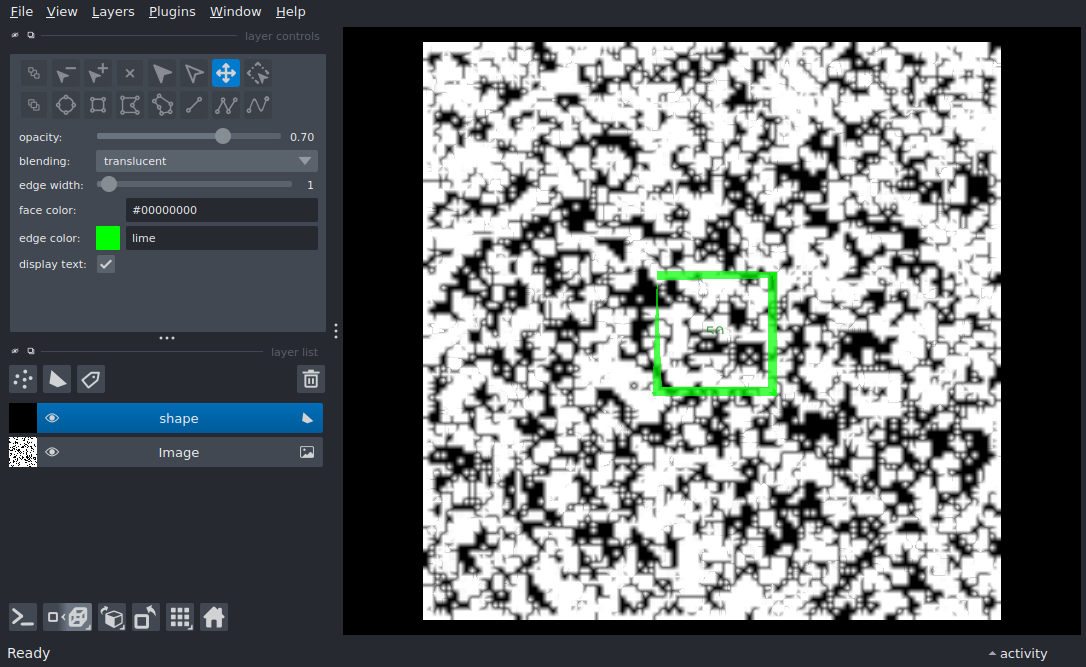 File View Layers Plugins Window Help
layer controls
opacity: 0.70
blending: translucent
edge width: 1
face color: #00000000
edge color: lime
display text:
layer list
shape
Image
Ready
activity